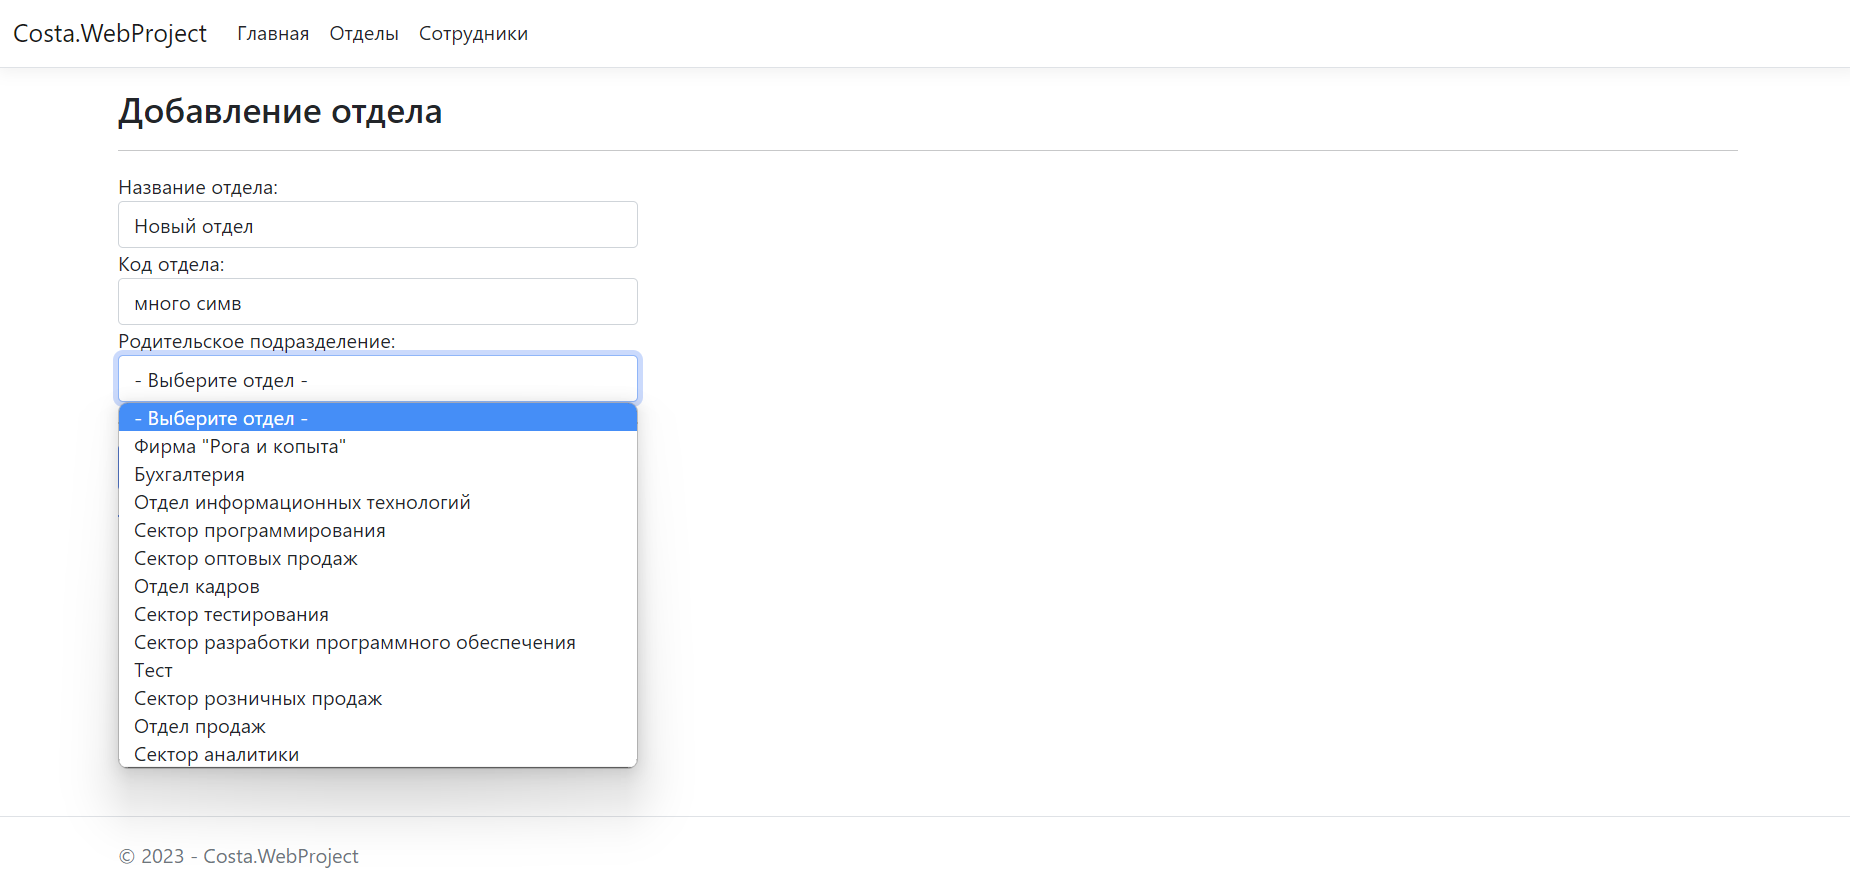 Costa.WebProject Главная Отделы Сотрудники
Добавление отдела
Название отдела:
Новый отдел
Код отдела:
много симв
Родительское подразделение:
- Выберите отдел -
- Выберите отдел -
Фирма "Рога и копыта"
Бухгалтерия
Отдел информационных технологий
Сектор программирования
Сектор оптовых продаж
Отдел кадров
Сектор тестирования
Сектор разработки программного обеспечения
Тест
Сектор розничных продаж
Отдел продаж
Сектор аналитики
© 2023 - Costa.WebProject